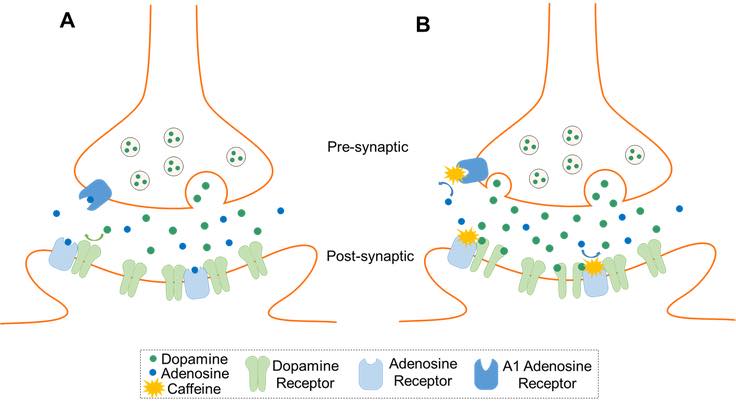 A
B
Pre-synaptic
Post-synaptic
Dopamine
Adenosine
Caffeine
Dopamine
Receptor
Adenosine
Receptor
A1 Adenosine
Receptor